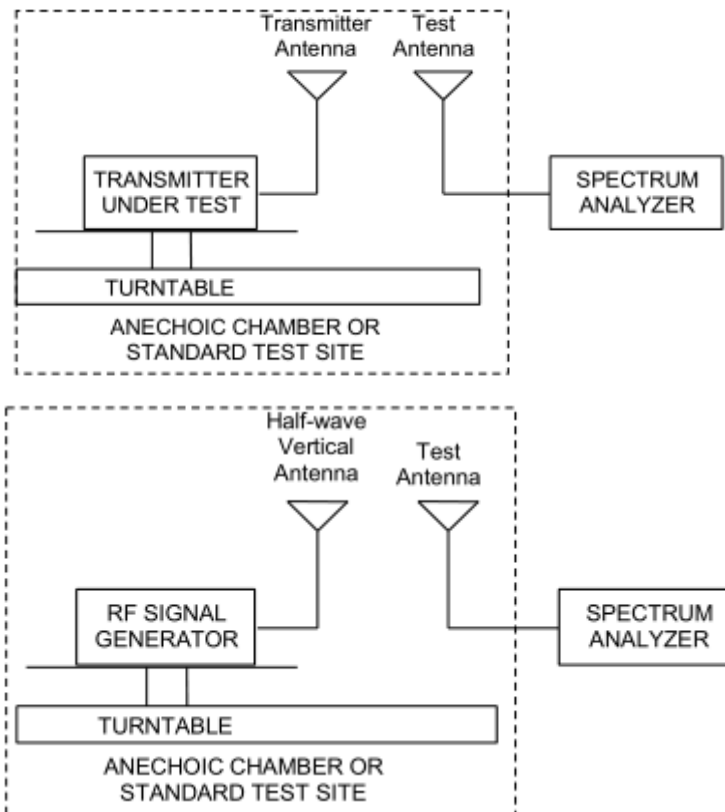 Transmitter
Antenna
Test
Antenna
TRANSMITTER
UNDER TEST
SPECTRUM
ANALYZER
TURNTABLE
ANECHOIC CHAMBER OR
STANDARD TEST SITE
Half-wave
Vertical
Antenna
Test
Antenna
RF SIGNAL
GENERATOR
SPECTRUM
ANALYZER
TURNTABLE
ANECHOIC CHAMBER OR
STANDARD TEST SITE